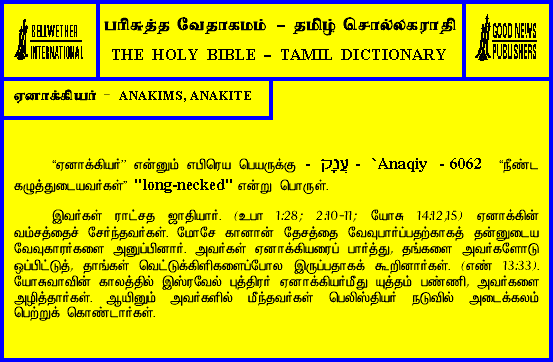 BELLWETHER
INTERNATIONAL
பரிசுத்த வேதாகமம் - தமிழ் சொல்லகராதி
THE HOLY BIBLE - TAMIL DICTIONARY
GOOD NEWS
PUBLISHERS
ஏனாக்கியர் - ANAKIMS, ANAKITE
“ஏனாக்கியர்” என்னும் எபிரெய பெயருக்கு - עֲנָקִ - `Anaqiy - 6062 “நீண்ட
கழுத்துடையவர்கள்” "long-necked" என்று பொருள்.
இவர்கள் ராட்சத ஜாதியார். (உபா 1:28; 2:10-11; யோசு 14:12,15) ஏனாக்கின்
வம்சத்தைச் சேர்ந்தவர்கள். மோசே கானான் தேசத்தை வேவுபார்ப்பதற்காகத் தன்னுடைய
வேவுகாரர்களை அனுப்பினார். அவர்கள் ஏனாக்கியரைப் பார்த்து, தங்களை அவர்களோடு
ஒப்பிட்டுத், தாங்கள் வெட்டுக்கிளிகளைப்போல இருப்பதாகக் கூறினார்கள். (எண் 13:33).
யோசுவாவின் காலத்தில் இஸ்ரவேல் புத்திரர் ஏனாக்கியர்மீது யுத்தம் பண்ணி, அவர்களை
அழித்தார்கள். ஆயினும் அவர்களில் மீந்தவர்கள் பெலிஸ்தியர் நடுவில் அடைக்கலம்
பெற்றுக் கொண்டார்கள்.